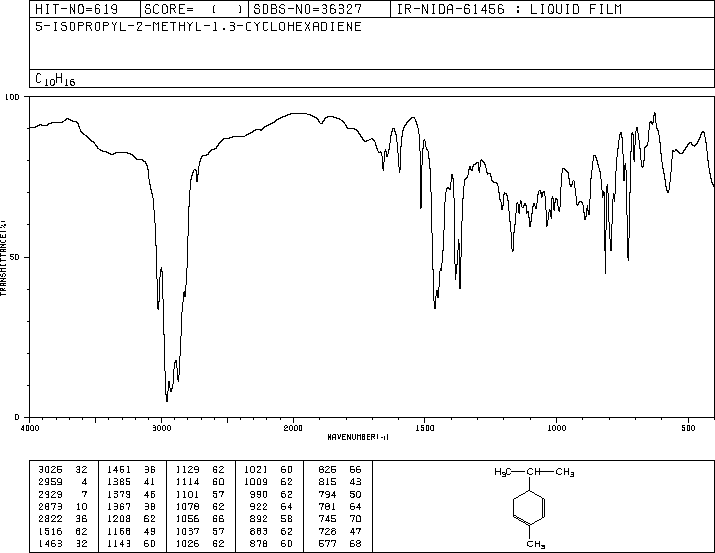 HIT-NO=619 SCORE= ( ) SDBS-NO=36327 IR-NIDA-61456 : LIQUID FILM
5-ISOPROPYL-2-METHYL-1,3-CYCLOHEXADIENE
C10H16
100
50
0
TRANSMITTANCE(%)
4000 3000 2000 1500 1000 500
WAVENUMBER(-1)
3025 32 1451 36 1129 62 1021 60 826 56
2959 4 1385 41 1114 60 1009 62 815 43
2929 7 1379 46 1101 57 990 62 794 50
2873 10 1367 38 1078 62 922 64 781 64
2822 36 1208 62 1056 66 892 58 745 70
1516 62 1168 49 1037 57 883 62 728 47
1463 32 1143 60 1026 62 878 60 577 68
H3C CH CH3
CH3